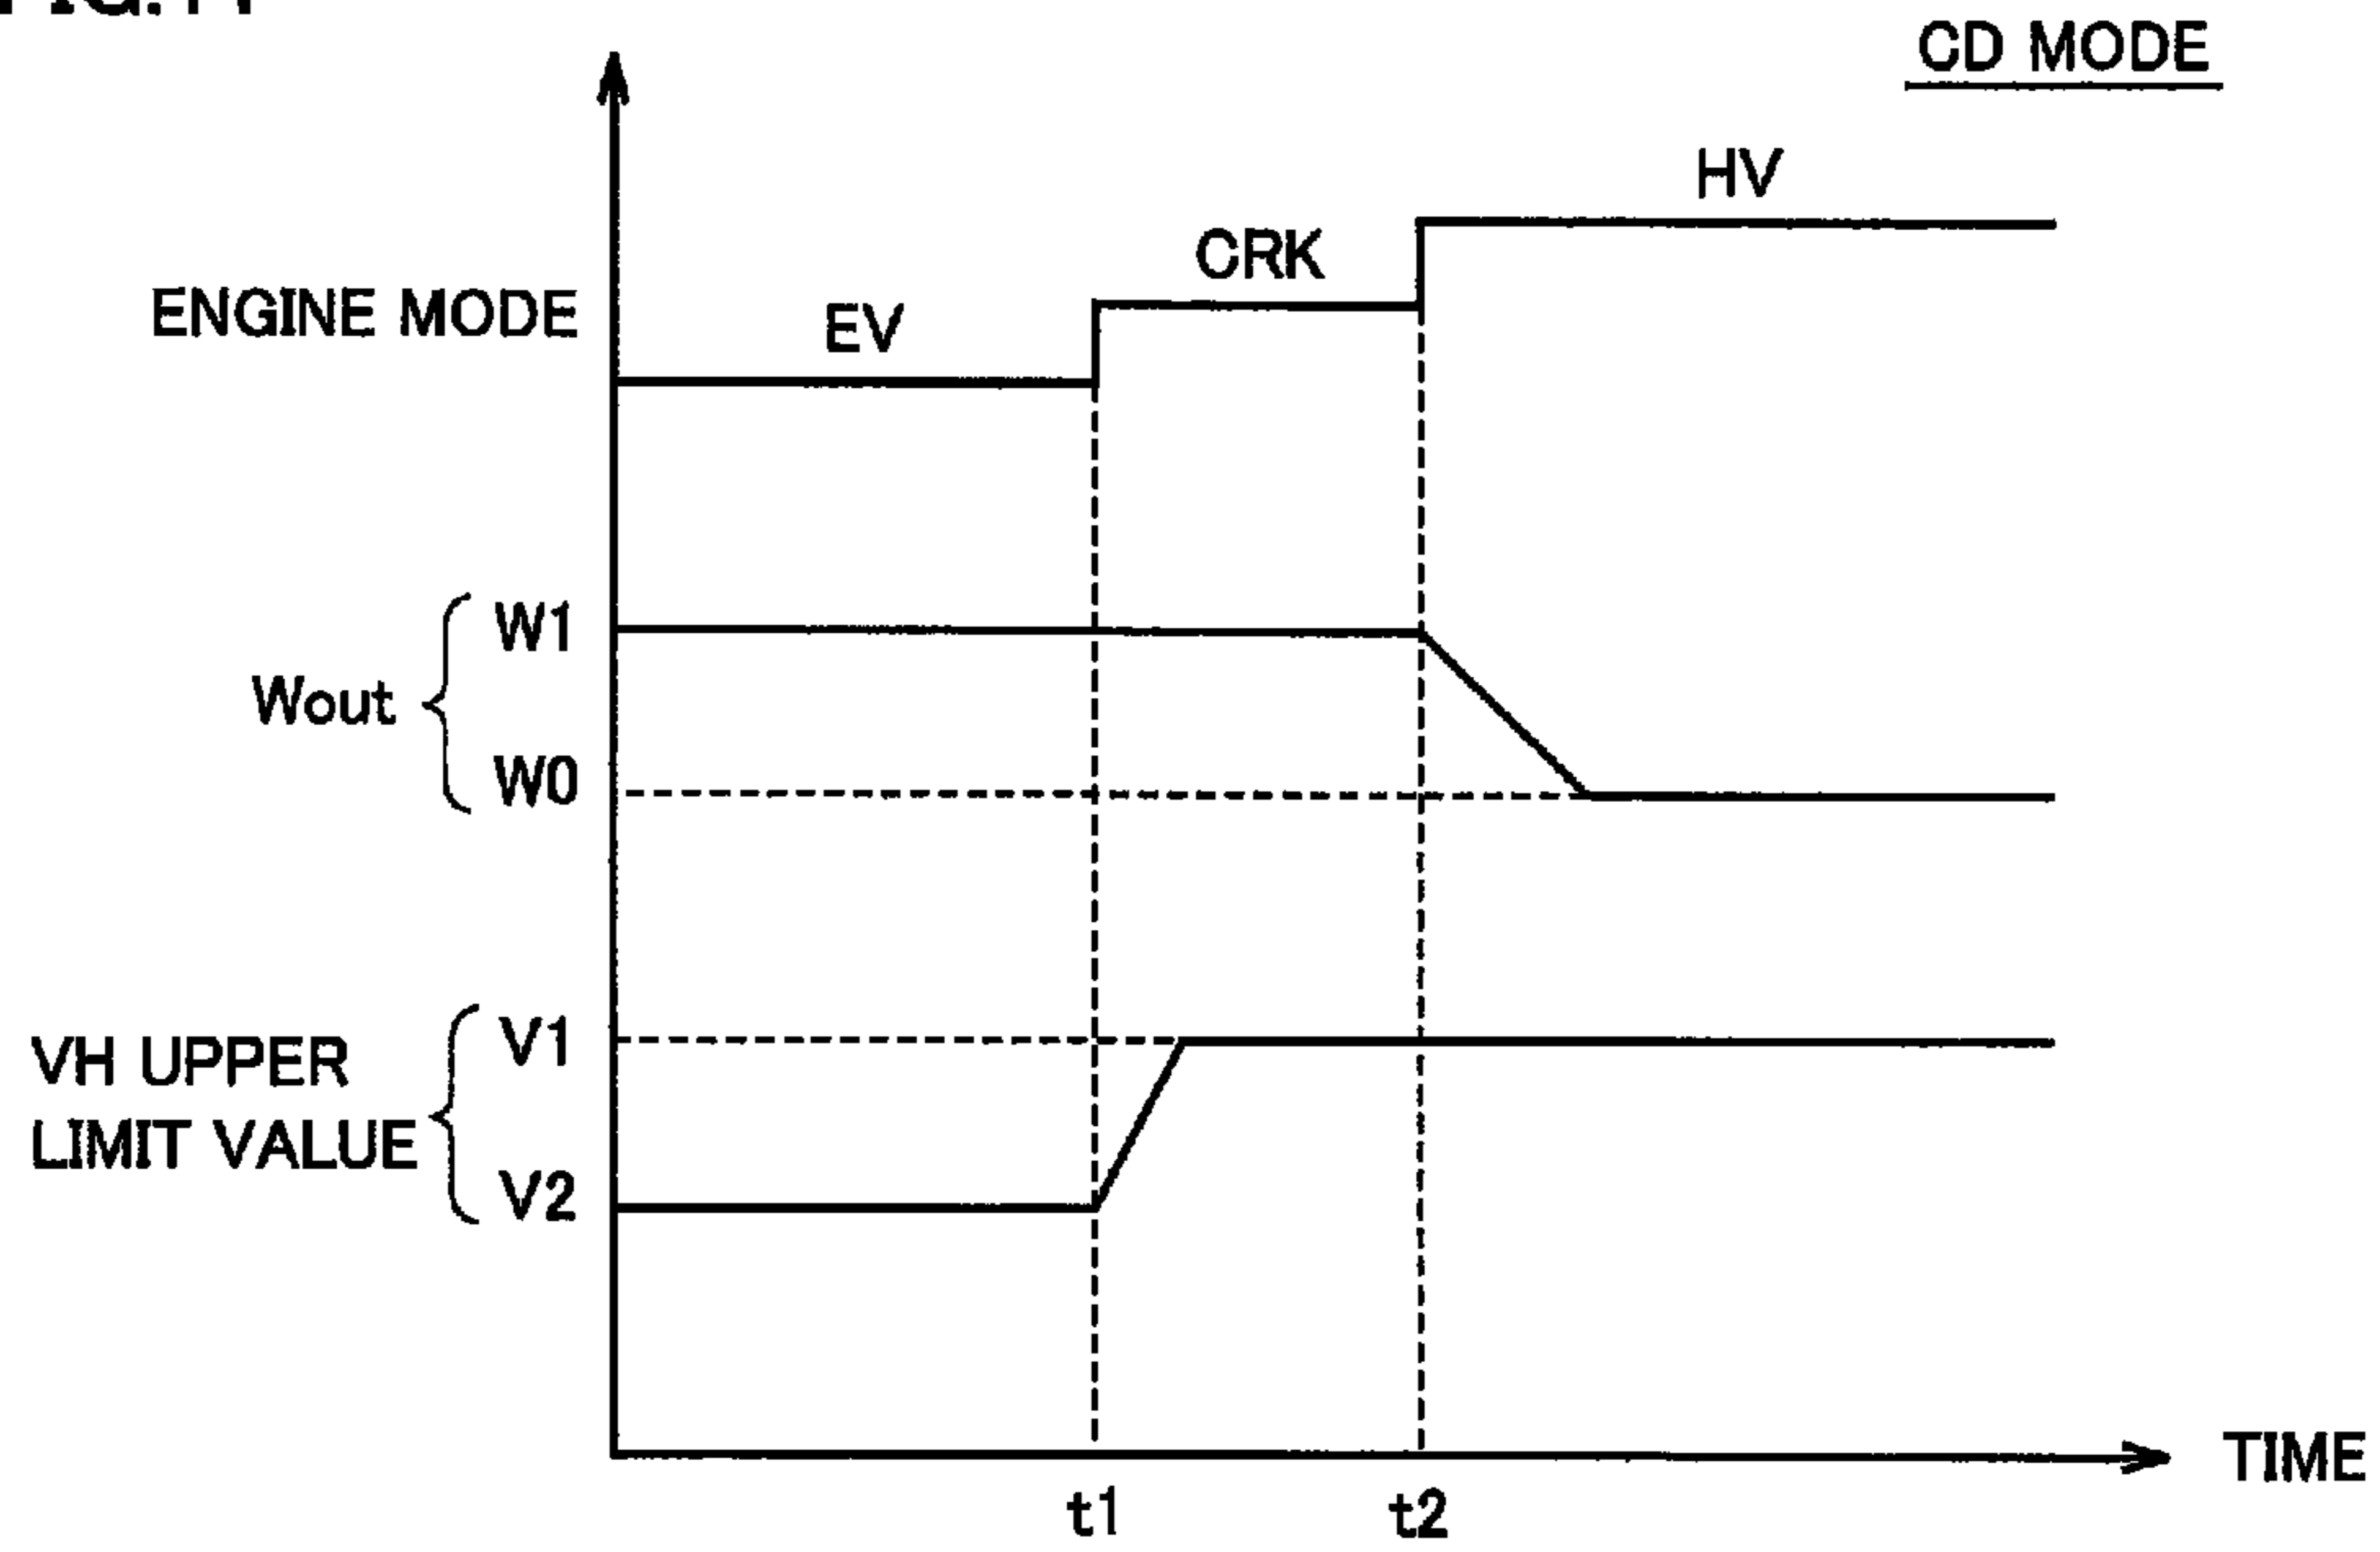 CD MODE
HV
CRK
EV
ENGINE MODE
W1
Wout
W0
V1
VH UPPER
LIMIT VALUE
V2
TIME
t1
t2